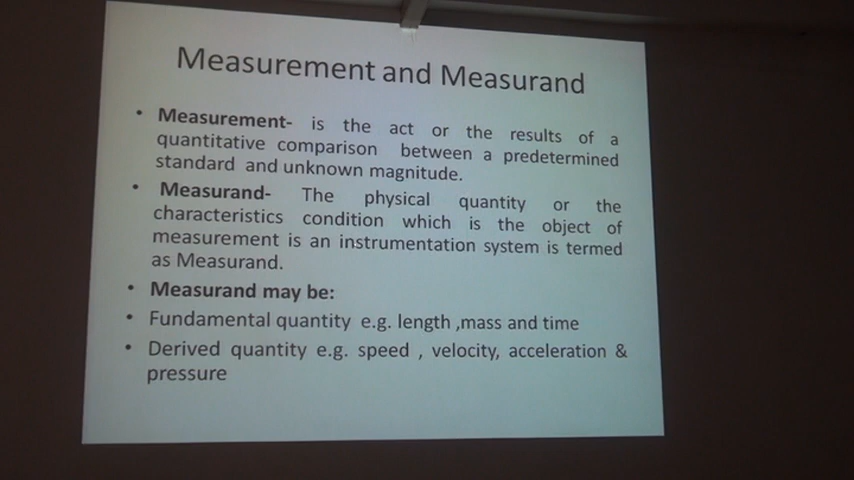 Measurement and Measurand
• Measurement- is the act or the results of a
quantitative comparison between a predetermined
standard and unknown magnitude.
• Measurand- The physical quantity or the
characteristics condition which is the object of
measurement is an instrumentation system is termed
as Measurand.
• Measurand may be:
• Fundamental quantity e.g. length ,mass and time
• Derived quantity e.g. speed , velocity, acceleration &
pressure